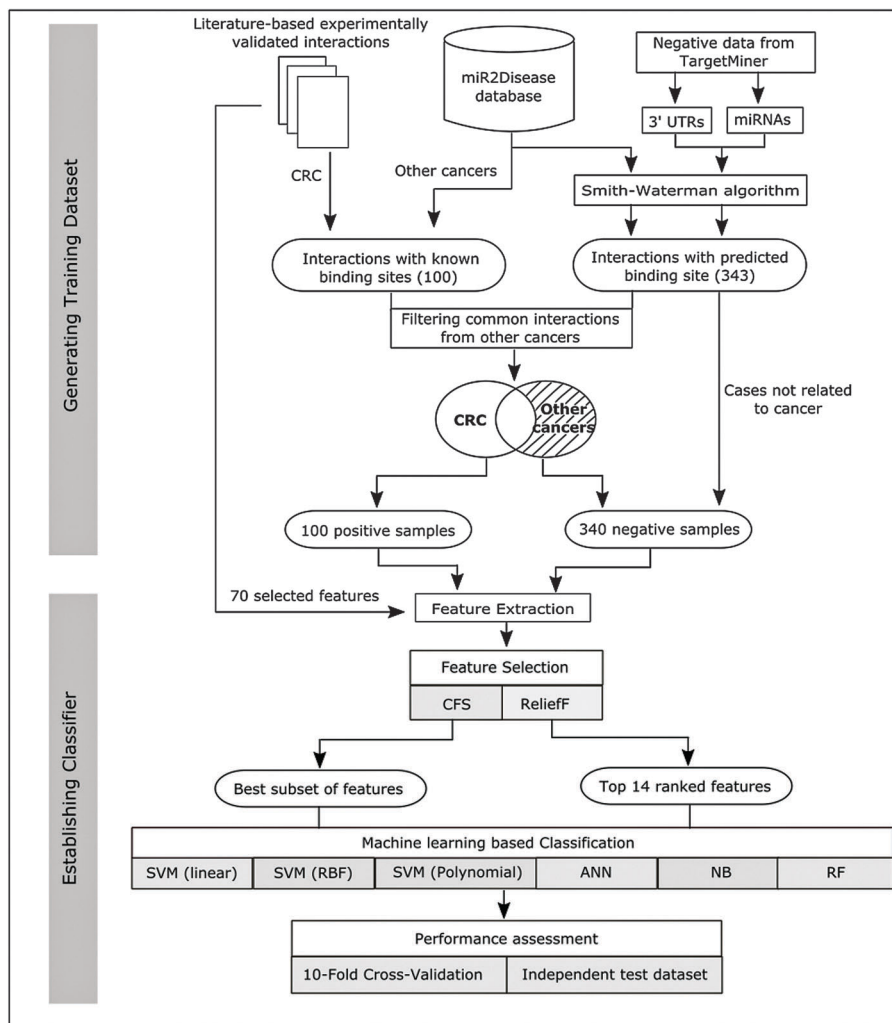 Literature-based experimentally
validated interactions
miR2Disease
database
Negative data from
TargetMiner
3' UTRs
miRNAs
CRC
Other cancers
Smith-Waterman algorithm
Interactions with known
binding sites (100)
Interactions with predicted
binding site (343)
Filtering common interactions
from other cancers
Cases not related
to cancer
CRC
Other
cancers
100 positive samples
340 negative samples
70 selected features
Feature Extraction
Feature Selection
CFS
ReliefF
Best subset of features
Top 14 ranked features
Machine learning based Classification
SVM (linear)
SVM (RBF)
SVM (Polynomial)
ANN
NB
RF
Performance assessment
10-Fold Cross-Validation
Independent test dataset
Generating Training Dataset
Establishing Classifier